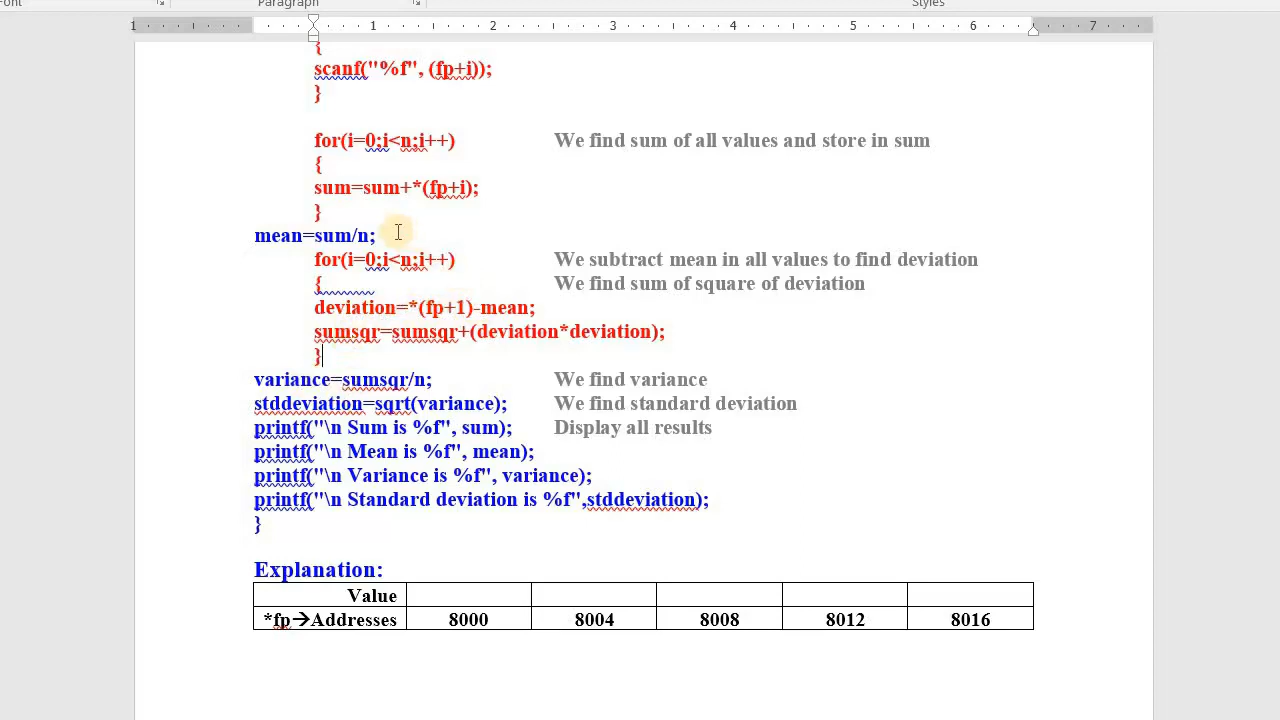 Font Paragraph Styles
1 1 2 3 4 5 6 7
{
scanf("%f", (fp+i));
}
for(i=0;i<n;i++) We find sum of all values and store in sum
{
sum=sum+*(fp+i);
}
mean=sum/n;
for(i=0;i<n;i++) We subtract mean in all values to find deviation
{ We find sum of square of deviation
deviation=*(fp+1)-mean;
sumsqr=sumsqr+(deviation*deviation);
}
variance=sumsqr/n; We find variance
stddeviation=sqrt(variance); We find standard deviation
printf("\n Sum is %f", sum); Display all results
printf("\n Mean is %f", mean);
printf("\n Variance is %f", variance);
printf("\n Standard deviation is %f",stddeviation);
}
Explanation:
Value
*fp→Addresses 8000 8004 8008 8012 8016